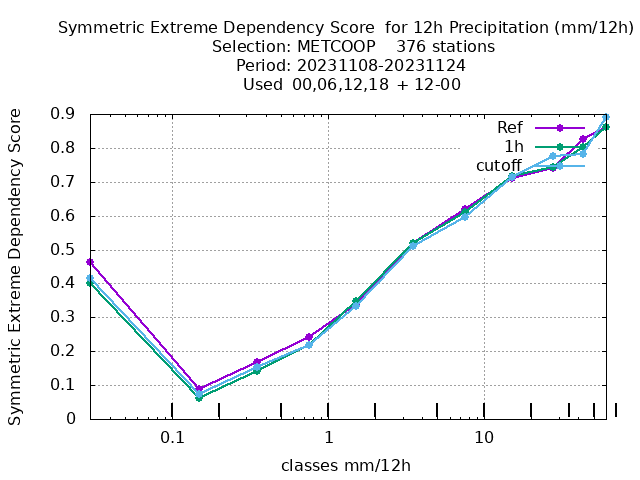 Symmetric Extreme Dependency Score for 12h Precipitation (mm/12h)
Selection: METCOOP 376 stations
Period: 20231108-20231124
Used 00,06,12,18 + 12-00
Symmetric Extreme Dependency Score
0.9
0.8
0.7
0.6
0.5
0.4
0.3
0.2
0.1
0
Ref
1h
cutoff
0.1 1 10
classes mm/12h